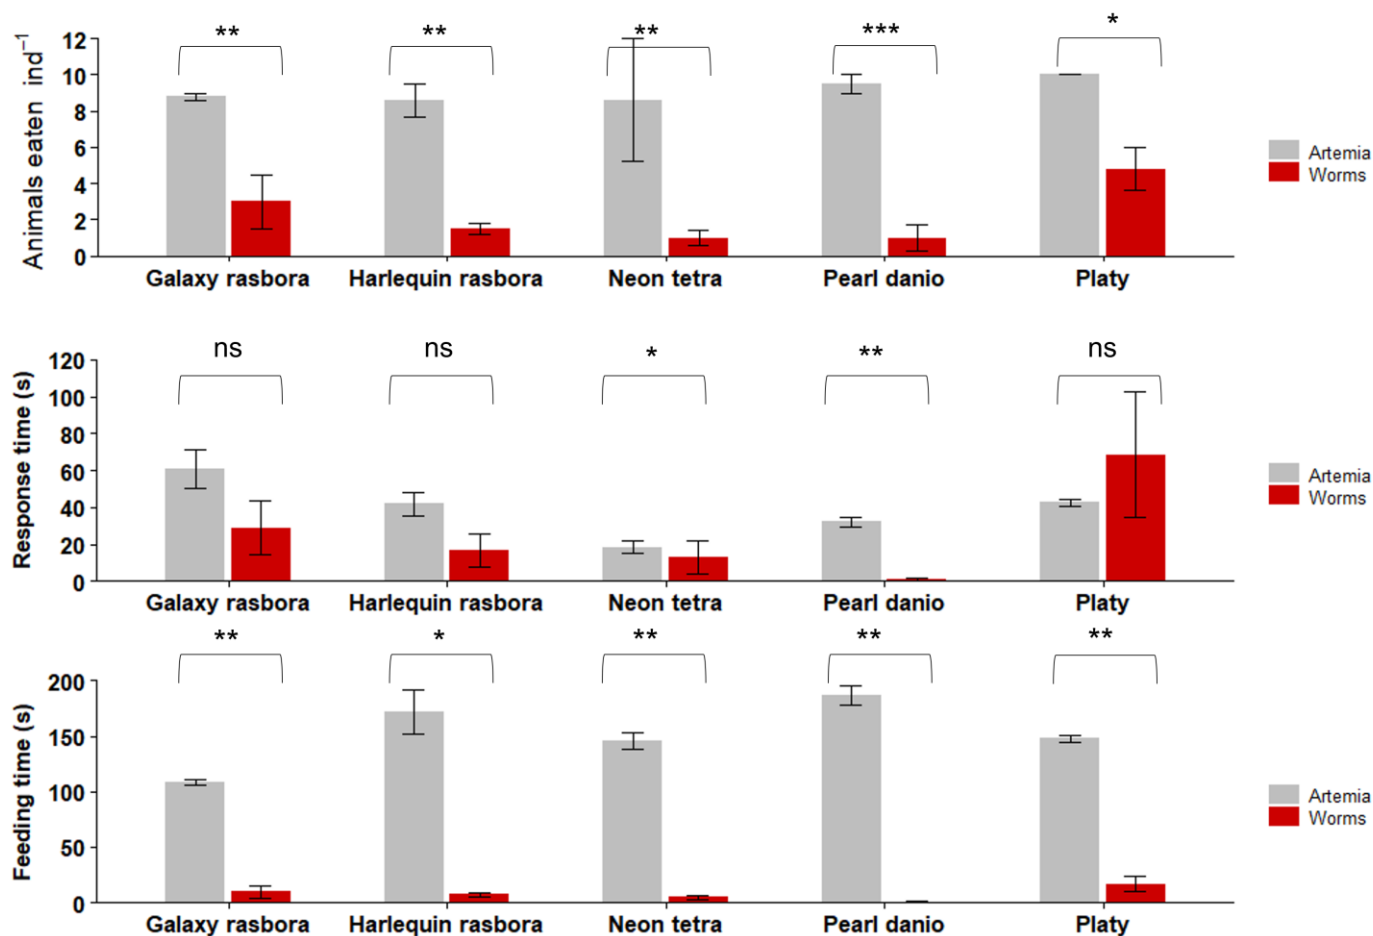 ** ** ** *** *
Animals eaten ind⁻¹
12
10
8
6
4
2
0
Galaxy rasbora Harlequin rasbora Neon tetra Pearl danio Platy
Artemia
Worms
ns ns * ** ns
Response time (s)
120
100
80
60
40
20
0
Galaxy rasbora Harlequin rasbora Neon tetra Pearl danio Platy
Artemia
Worms
** * ** ** **
Feeding time (s)
200
150
100
50
0
Galaxy rasbora Harlequin rasbora Neon tetra Pearl danio Platy
Artemia
Worms